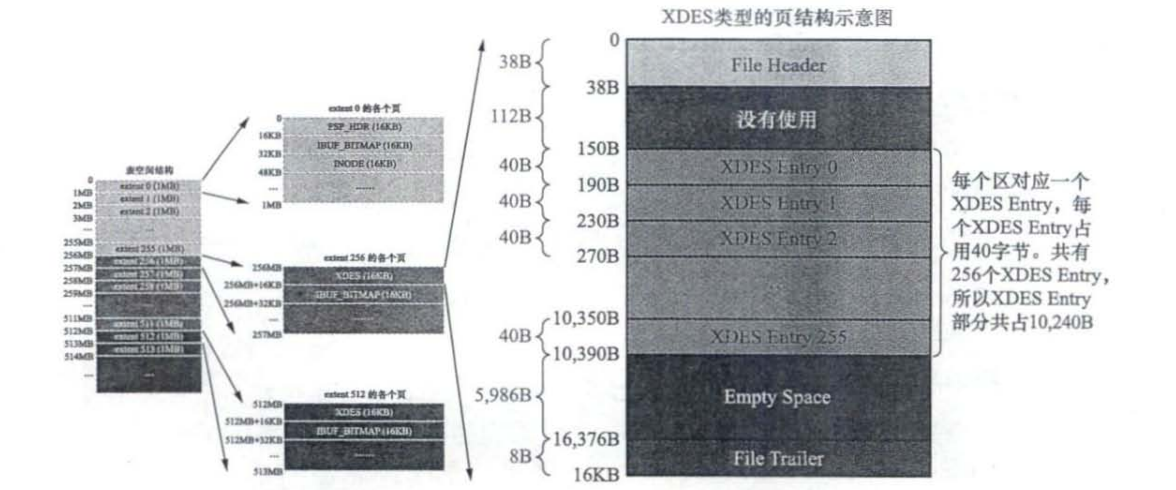 XDES类型的页结构示意图
表空间结构
0
1MB
2MB
3MB
...
255MB
256MB
257MB
258MB
259MB
...
511MB
512MB
513MB
514MB
...
extent 0 (1MB)
extent 1 (1MB)
extent 2 (1MB)
...
extent 255 (1MB)
extent 256 (1MB)
extent 257 (1MB)
extent 258 (1MB)
......
extent 511 (1MB)
extent 512 (1MB)
extent 513 (1MB)
......
extent 0 的各个页
0
16KB
32KB
48KB
...
1MB
FSP_HDR (16KB)
IBUF_BITMAP (16KB)
INODE (16KB)
......
extent 256 的各个页
256MB
256MB+16KB
256MB+32KB
...
257MB
XDES (16KB)
IBUF_BITMAP (16KB)
......
extent 512 的各个页
512MB
512MB+16KB
512MB+32KB
...
513MB
XDES (16KB)
IBUF_BITMAP (16KB)
......
38B
112B
40B
40B
40B
40B
5,986B
8B
0
38B
150B
190B
230B
270B
10,350B
10,390B
16,376B
16KB
File Header
没有使用
XDES Entry 0
XDES Entry 1
XDES Entry 2
XDES Entry 255
Empty Space
File Trailer
每个区对应一个
XDES Entry，每
个XDES Entry占
用40字节。共有
256个XDES Entry，
所以XDES Entry
部分共占10,240B